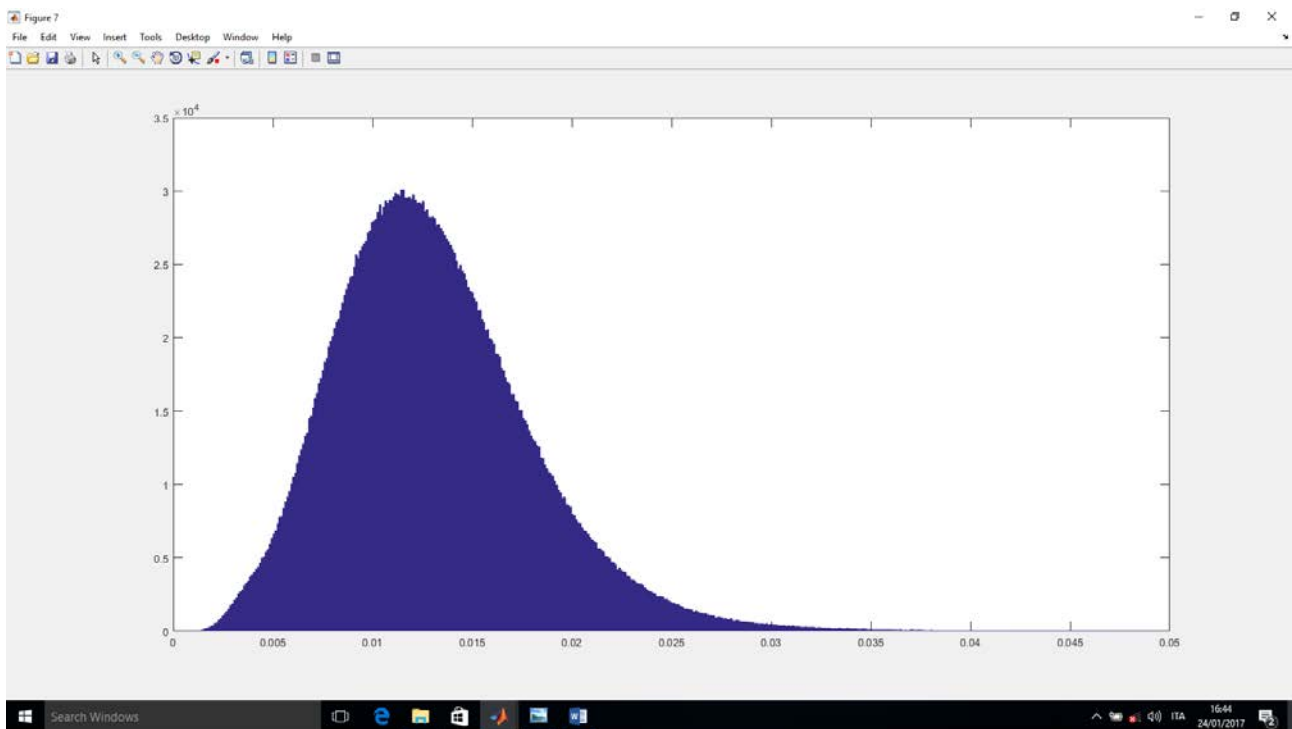 Figure 7
File Edit View Insert Tools Desktop Window Help
× 10⁴
3.5
3
2.5
2
1.5
1
0.5
0
0 0.005 0.01 0.015 0.02 0.025 0.03 0.035 0.04 0.045 0.05
Search Windows
ITA
16:44
24/01/2017
2